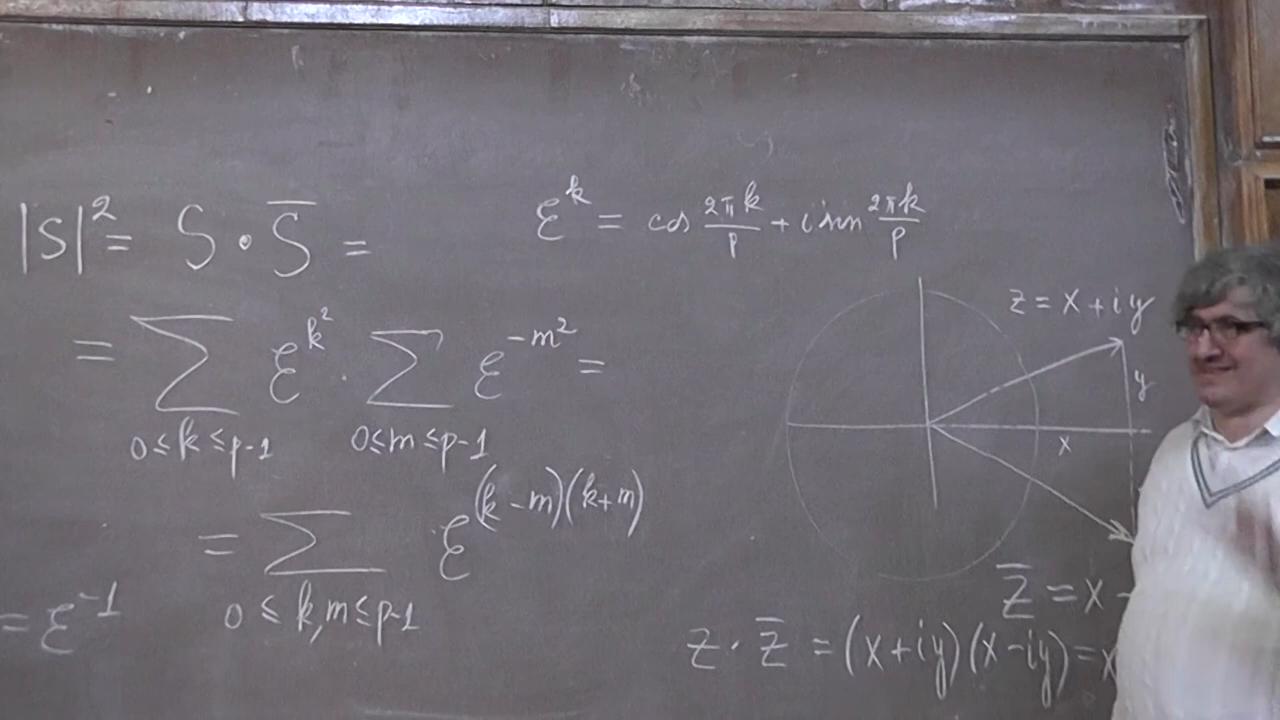 |S|² = S · S̅ =
= ∑ ε^{k²} · ∑ ε^{-m²} =
0 ≤ k ≤ p-1 0 ≤ m ≤ p-1
= ∑ ε^{(k-m)(k+m)}
0 ≤ k,m ≤ p-1
= ε^{-1}
ε^k = cos 2πk/p + i sin 2πk/p
z = x + iy
y
x
z̅ = x -
z · z̅ = (x+iy)(x-iy) = x